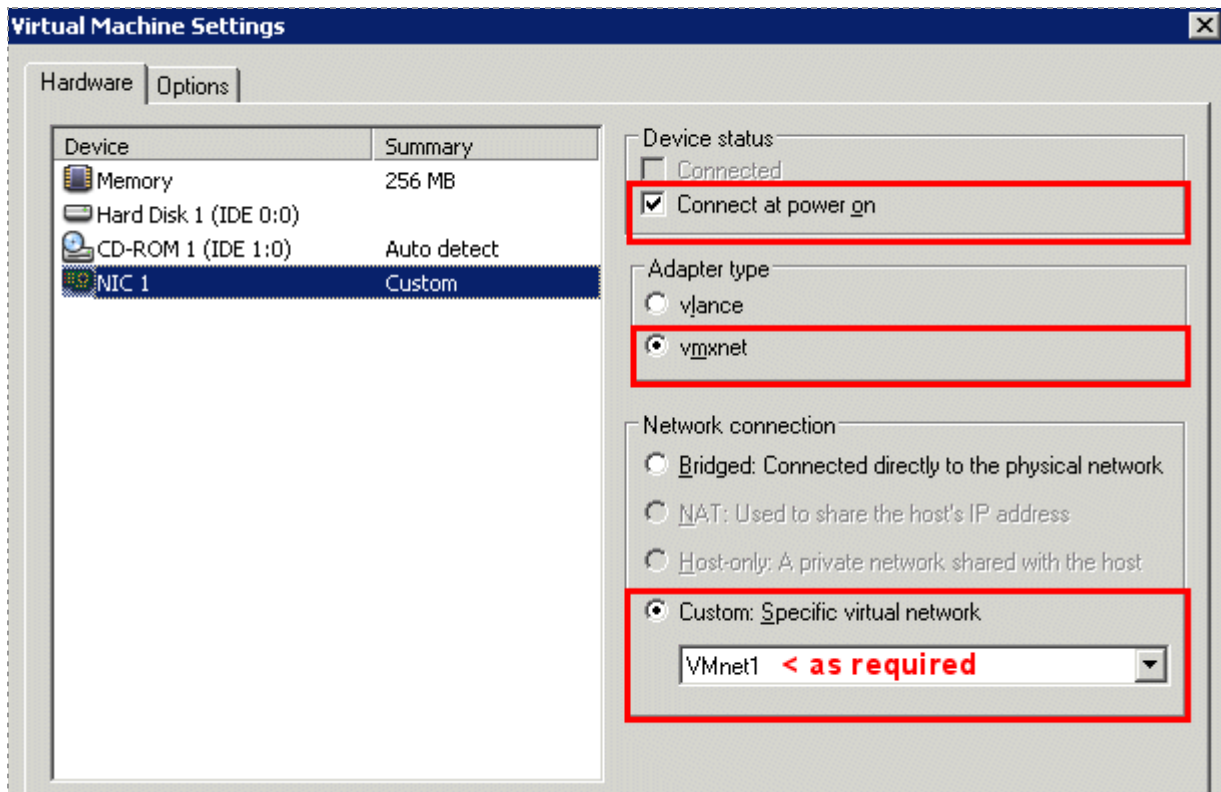 Virtual Machine Settings
Hardware
Options
Device Summary
Memory 256 MB
Hard Disk 1 (IDE 0:0)
CD-ROM 1 (IDE 1:0) Auto detect
NIC 1 Custom
Device status
Connected
Connect at power on
Adapter type
vlance
vmxnet
Network connection
Bridged: Connected directly to the physical network
NAT: Used to share the host's IP address
Host-only: A private network shared with the host
Custom: Specific virtual network
VMnet1 < as required